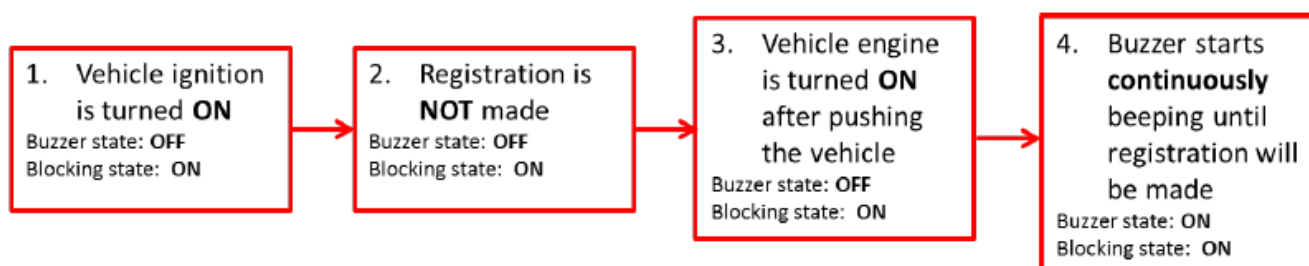 1. Vehicle ignition
is turned ON
Buzzer state: OFF
Blocking state: ON
2. Registration is
NOT made
Buzzer state: OFF
Blocking state: ON
3. Vehicle engine
is turned ON
after pushing
the vehicle
Buzzer state: OFF
Blocking state: ON
4. Buzzer starts
continuously
beeping until
registration will
be made
Buzzer state: ON
Blocking state: ON